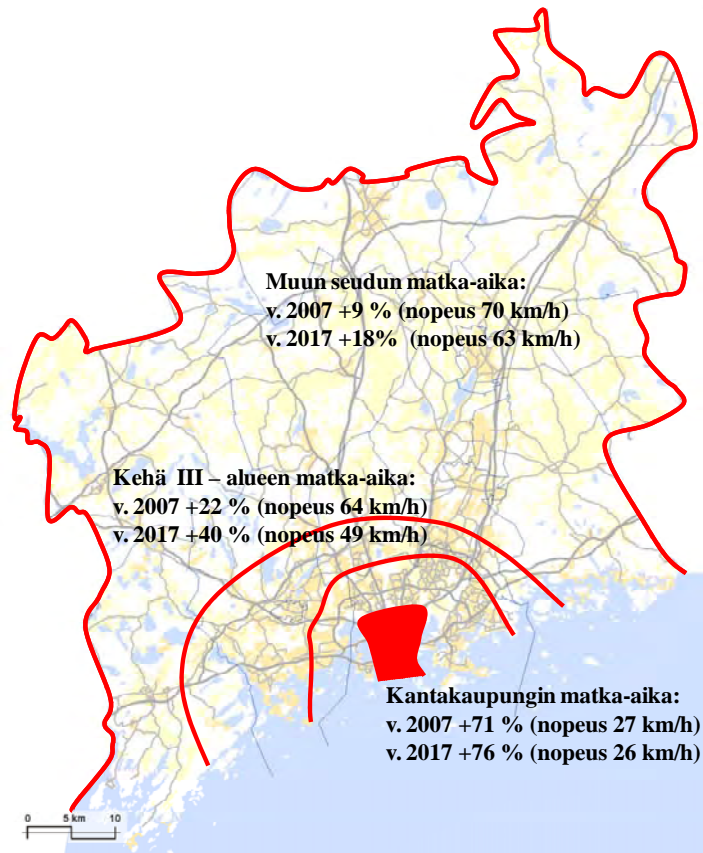 Muun seudun matka-aika:
v. 2007 +9 % (nopeus 70 km/h)
v. 2017 +18% (nopeus 63 km/h)
Kehä III – alueen matka-aika:
v. 2007 +22 % (nopeus 64 km/h)
v. 2017 +40 % (nopeus 49 km/h)
Kantakaupungin matka-aika:
v. 2007 +71 % (nopeus 27 km/h)
v. 2017 +76 % (nopeus 26 km/h)
0 5 km 10